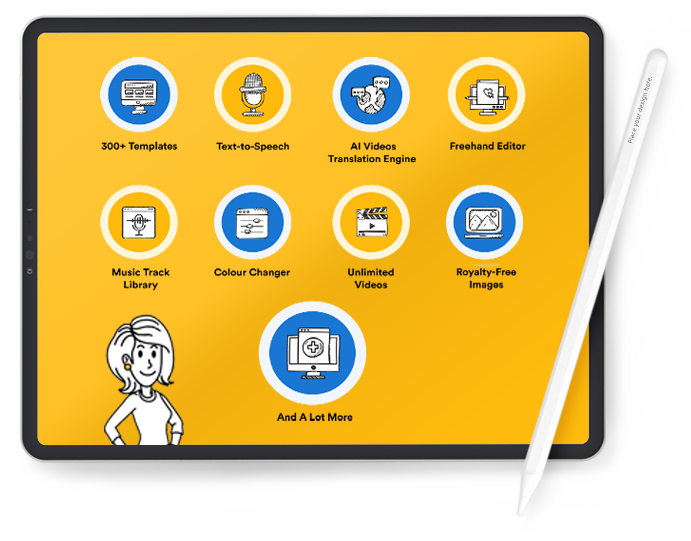 Place your design here.
300+ Templates
Text-to-Speech
AI Videos
Translation Engine
Freehand Editor
Music Track
Library
Colour Changer
Unlimited
Videos
Royalty-Free
Images
And A Lot More